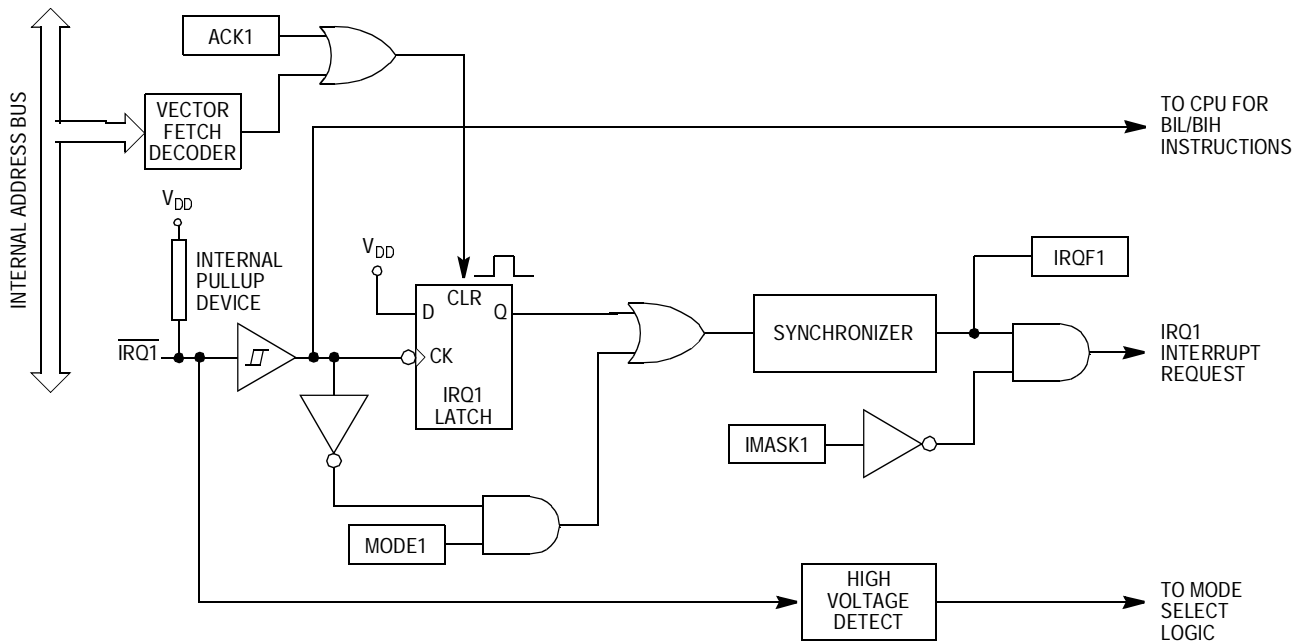 INTERNAL ADDRESS BUS
ACK1
VECTOR
FETCH
DECODER
TO CPU FOR
BIL/BIH
INSTRUCTIONS
VDD
INTERNAL
PULLUP
DEVICE
VDD
CLR
D
Q
CK
IRQ1
LATCH
IRQ1
SYNCHRONIZER
IRQF1
IRQ1
INTERRUPT
REQUEST
IMASK1
MODE1
HIGH
VOLTAGE
DETECT
TO MODE
SELECT
LOGIC